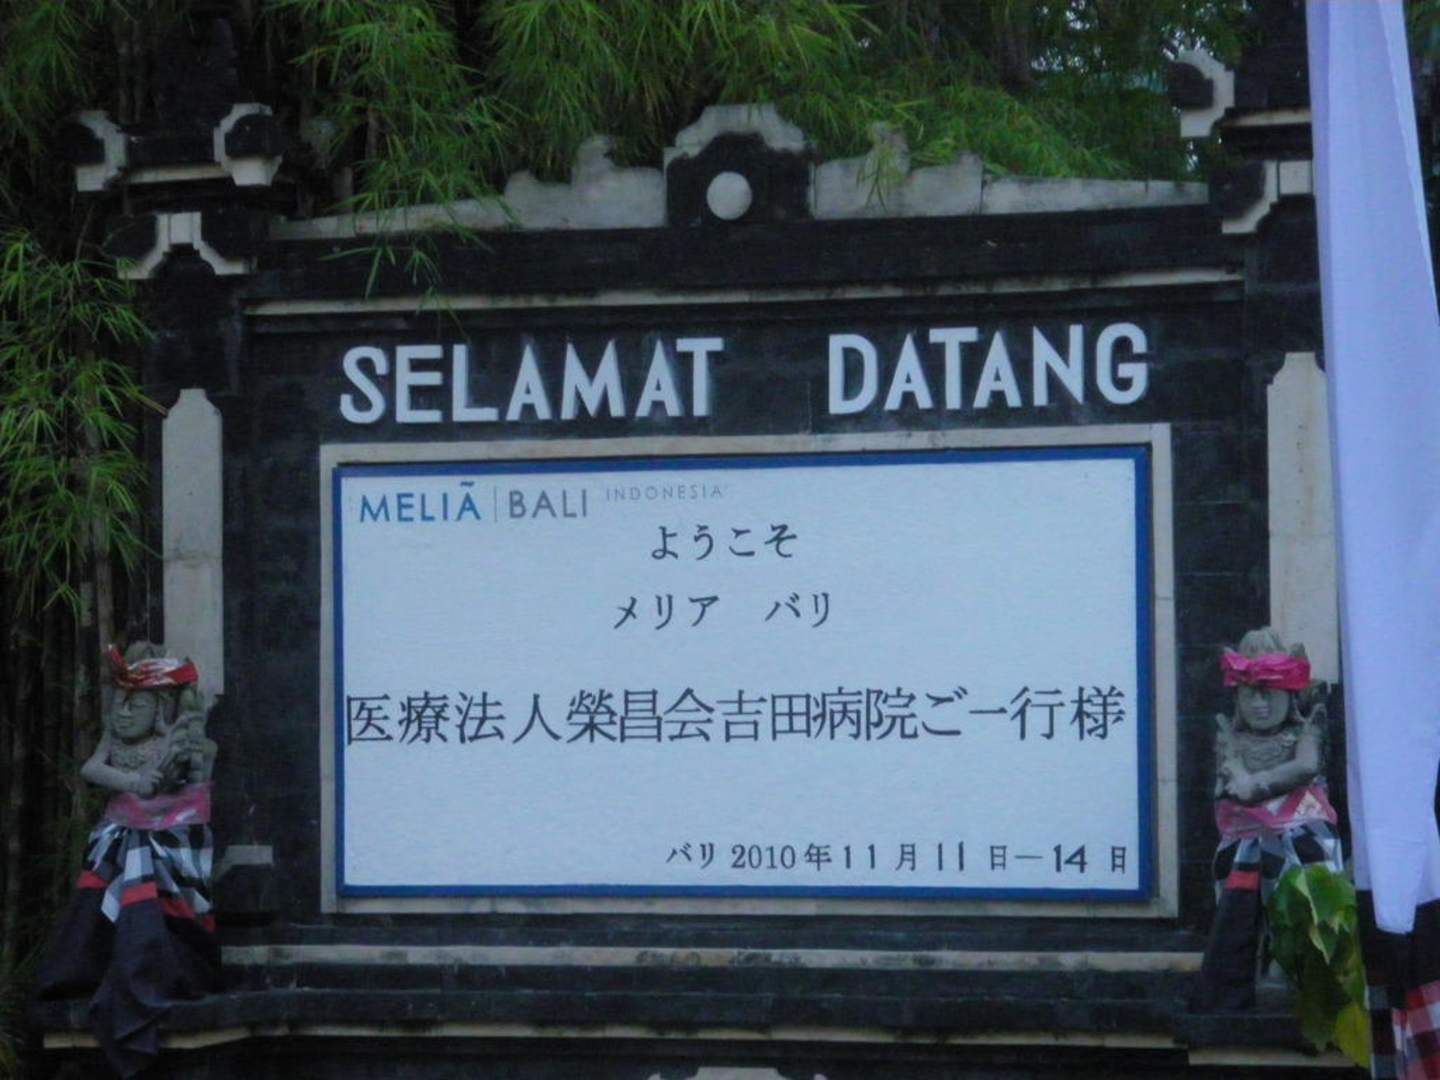 SELAMAT DATANG
MELIÃ BALI INDONESIA
ようこそ
メリア バリ
医療法人榮昌会吉田病院ご一行様
バリ 2010年11月11日—14日